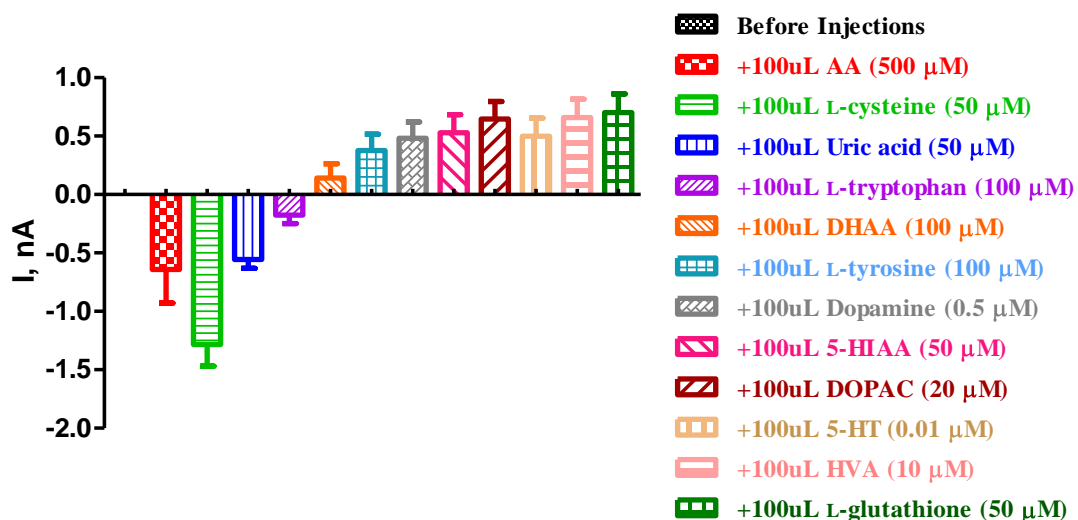 Before Injections
+100uL AA (500 μM)
+100uL L-cysteine (50 μM)
+100uL Uric acid (50 μM)
+100uL L-tryptophan (100 μM)
+100uL DHAA (100 μM)
+100uL L-tyrosine (100 μM)
+100uL Dopamine (0.5 μM)
+100uL 5-HIAA (50 μM)
+100uL DOPAC (20 μM)
+100uL 5-HT (0.01 μM)
+100uL HVA (10 μM)
+100uL L-glutathione (50 μM)
I, nA
1.0
0.5
0.0
-0.5
-1.0
-1.5
-2.0